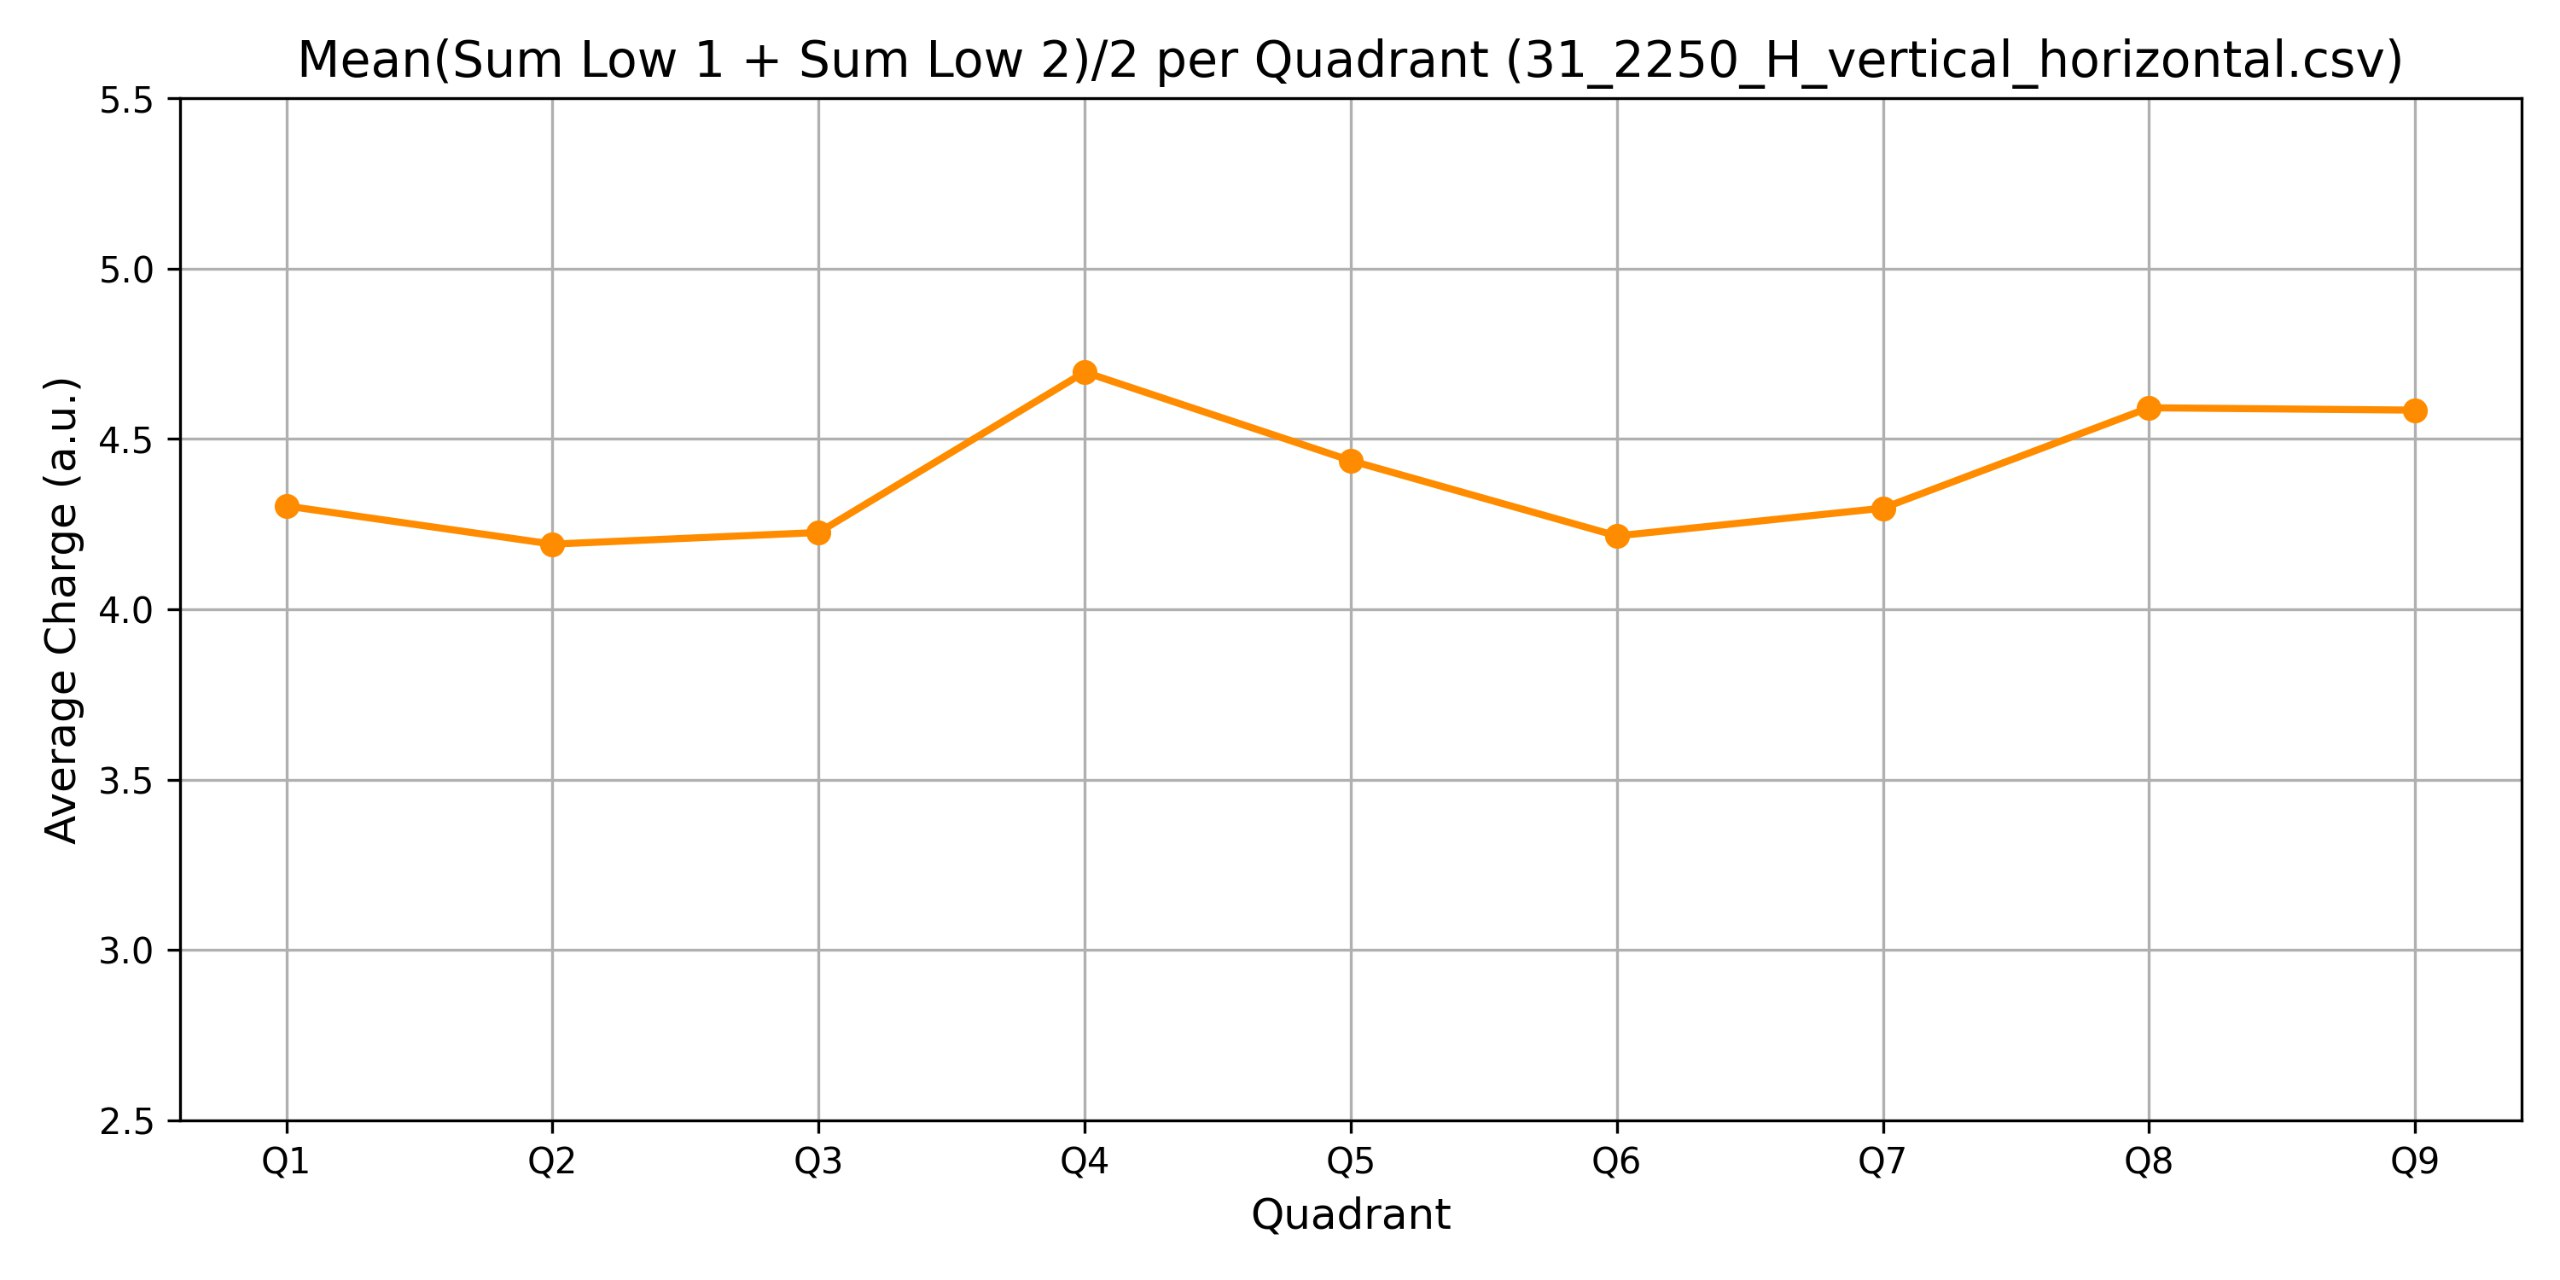 Mean(Sum Low 1 + Sum Low 2)/2 per Quadrant (31_2250_H_vertical_horizontal.csv)
5.5
5.0
4.5
4.0
3.5
3.0
2.5
Average Charge (a.u.)
Q1 Q2 Q3 Q4 Q5 Q6 Q7 Q8 Q9
Quadrant